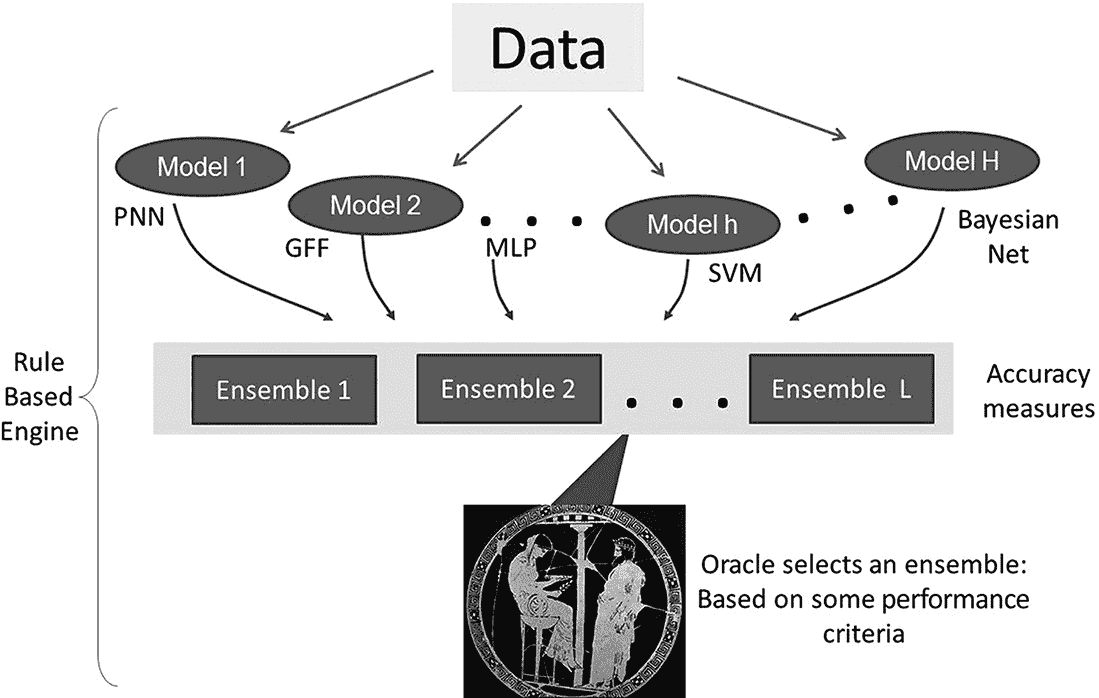 Data
Model 1
Model 2
Model h
Model H
PNN
GFF
MLP
SVM
Bayesian
Net
Rule
Based
Engine
Ensemble 1
Ensemble 2
Ensemble L
Accuracy
measures
Oracle selects an ensemble:
Based on some performance
criteria